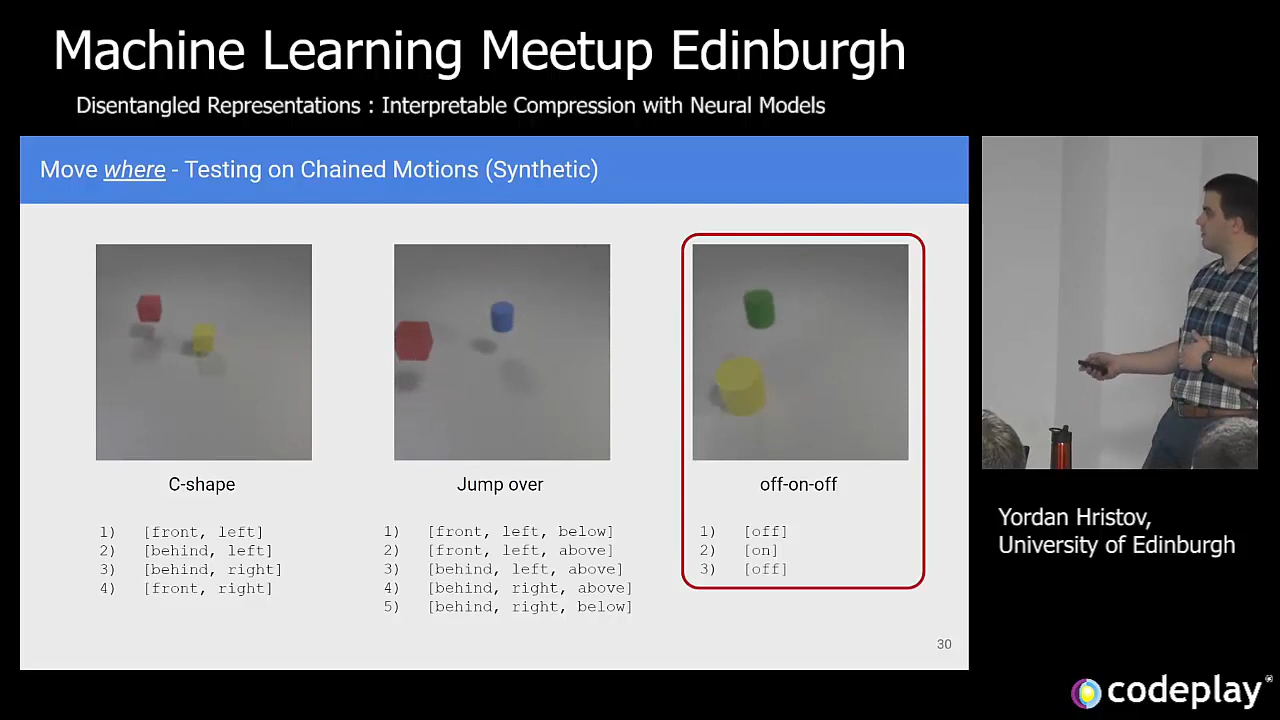 Machine Learning Meetup Edinburgh
Disentangled Representations : Interpretable Compression with Neural Models
Move where - Testing on Chained Motions (Synthetic)
C-shape
1) [front, left]
2) [behind, left]
3) [behind, right]
4) [front, right]
Jump over
1) [front, left, below]
2) [front, left, above]
3) [behind, left, above]
4) [behind, right, above]
5) [behind, right, below]
off-on-off
1) [off]
2) [on]
3) [off]
30
Yordan Hristov,
University of Edinburgh
codeplay